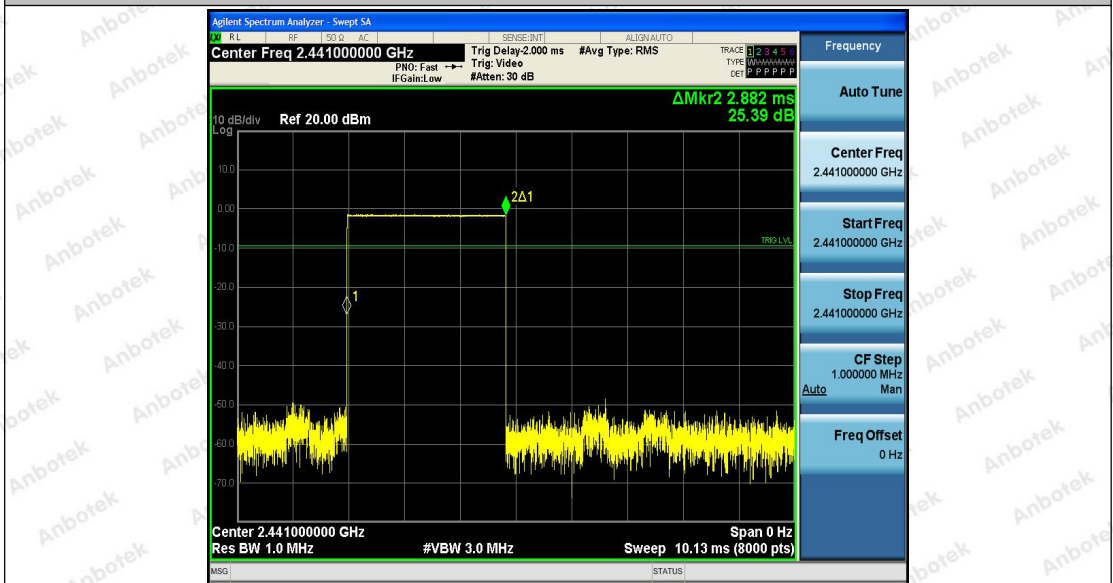 Agilent Spectrum Analyzer - Swept SA
RL RF 50 Ω AC SENSE:INT ALIGNAUTO
Center Freq 2.441000000 GHz
PNO: Fast
IFGain:Low
Trig Delay-2.000 ms
Trig: Video
#Atten: 30 dB
#Avg Type: RMS
TRACE 1 2 3 4 5 6
TYPE
DET P P P P P P
ΔMkr2 2.882 ms
25.39 dB
10 dB/div Ref 20.00 dBm
Log
10.0
0.00
-10.0
-20.0
-30.0
-40.0
-50.0
-60.0
-70.0
2Δ1
TRIG LVL
1
Center 2.441000000 GHz Span 0 Hz
Res BW 1.0 MHz #VBW 3.0 MHz Sweep 10.13 ms (8000 pts)
MSG STATUS
Frequency
Auto Tune
Center Freq
2.441000000 GHz
Start Freq
2.441000000 GHz
Stop Freq
2.441000000 GHz
CF Step
1.000000 MHz
Auto Man
Freq Offset
0 Hz
Anbotek